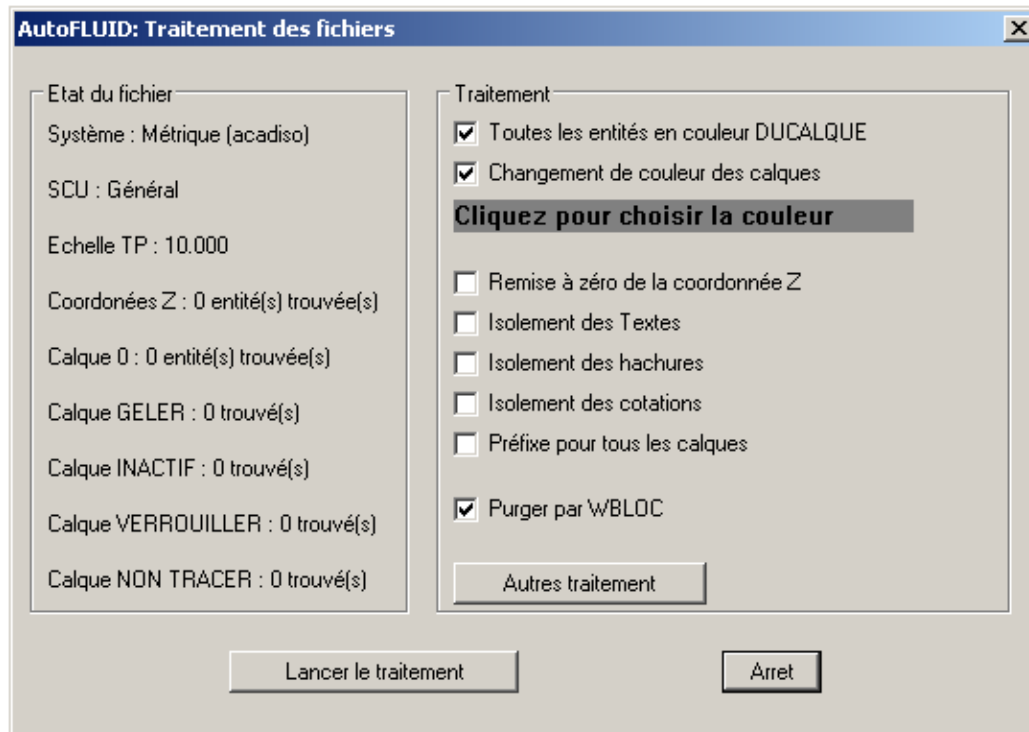 AutoFLUID: Traitement des fichiers
Etat du fichier
Système : Métrique (acadiso)
SCU : Général
Echelle TP : 10.000
Coordonées Z : 0 entité(s) trouvée(s)
Calque 0 : 0 entité(s) trouvée(s)
Calque GELER : 0 trouvé(s)
Calque INACTIF : 0 trouvé(s)
Calque VERROUILLER : 0 trouvé(s)
Calque NON TRACER : 0 trouvé(s)
Traitement
Toutes les entités en couleur DUCALQUE
Changement de couleur des calques
Cliquez pour choisir la couleur
Remise à zéro de la coordonnée Z
Isolement des Textes
Isolement des hachures
Isolement des cotations
Préfixe pour tous les calques
Purger par WBLOC
Autres traitement
Lancer le traitement
Arret